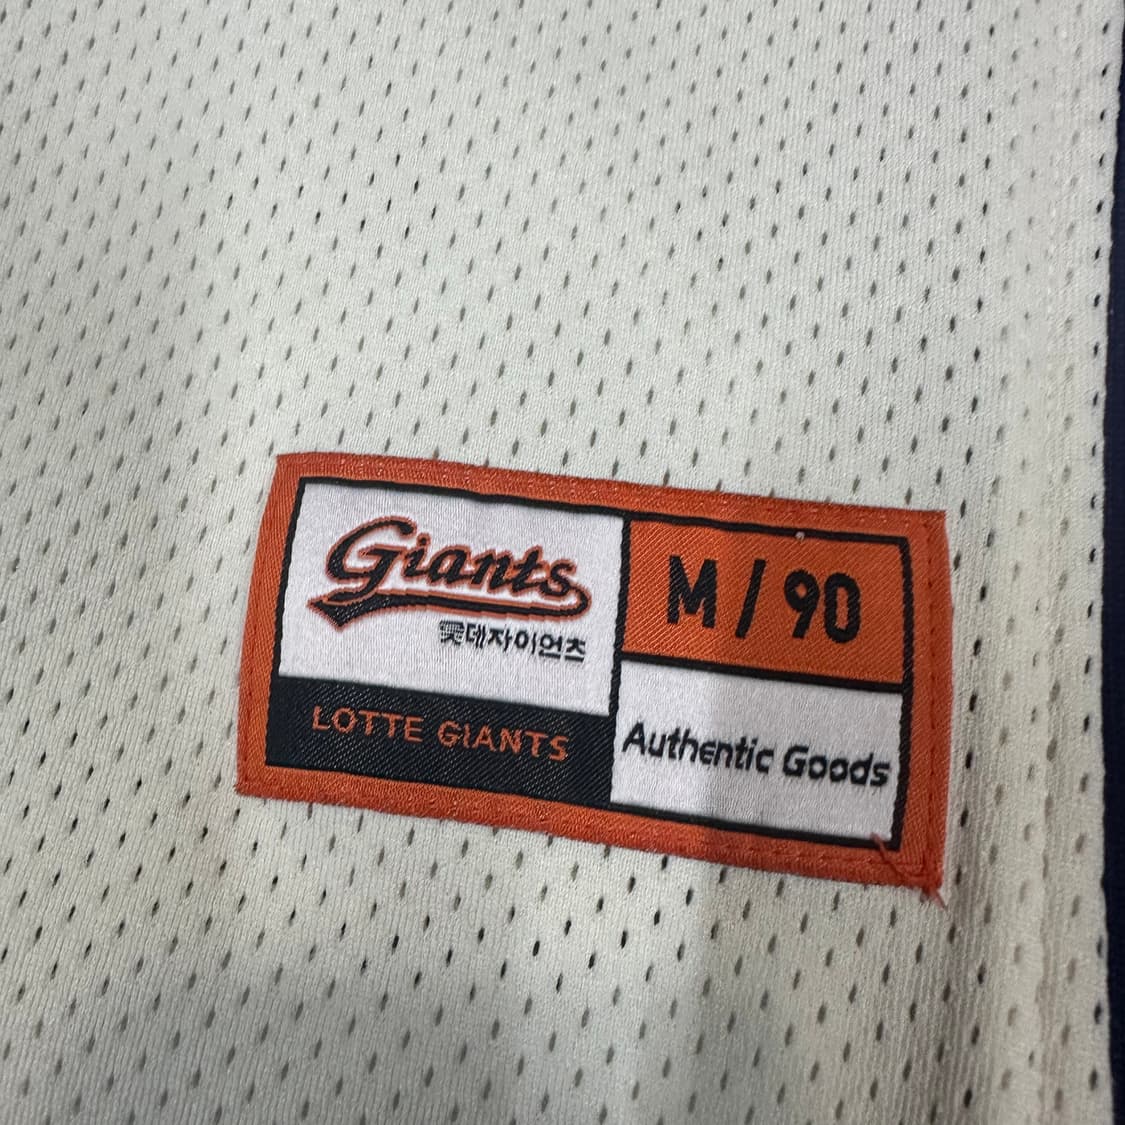 Giants
롯데자이언츠
LOTTE GIANTS
M / 90
Authentic Goods